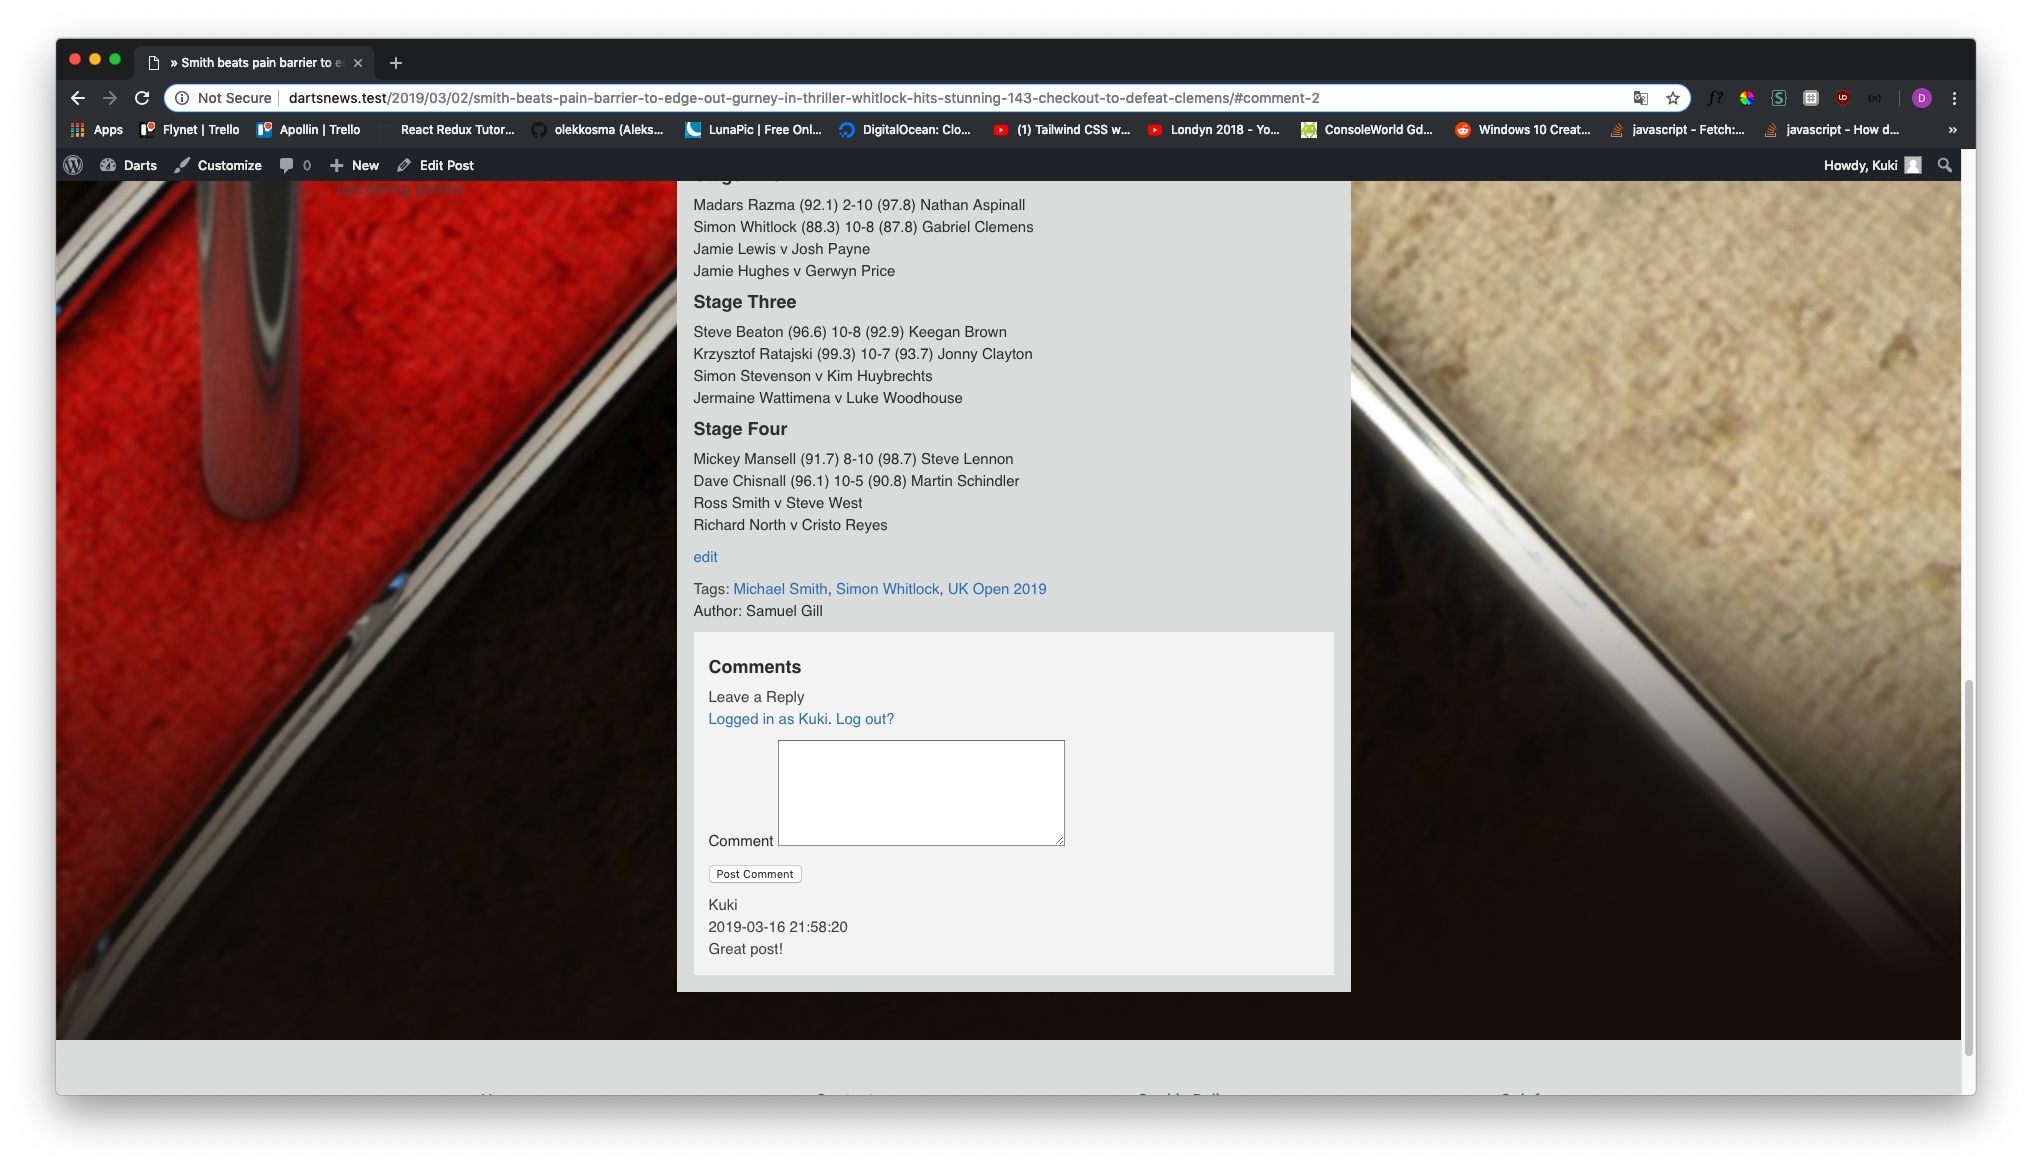 » Smith beats pain barrier to e
Not Secure dartsnews.test/2019/03/02/smith-beats-pain-barrier-to-edge-out-gurney-in-thriller-whitlock-hits-stunning-143-checkout-to-defeat-clemens/#comment-2
f? D
Apps Flynet | Trello Apollin | Trello React Redux Tutor... olekkosma (Aleks... LunaPic | Free Onl... DigitalOcean: Clo... (1) Tailwind CSS w... Londyn 2018 - Yo... ConsoleWorld Gd... Windows 10 Creat... javascript - Fetch:... javascript - How d... »
Darts Customize 0 New Edit Post Howdy, Kuki
Upcoming games
Madars Razma (92.1) 2-10 (97.8) Nathan Aspinall
Simon Whitlock (88.3) 10-8 (87.8) Gabriel Clemens
Jamie Lewis v Josh Payne
Jamie Hughes v Gerwyn Price
Stage Three
Steve Beaton (96.6) 10-8 (92.9) Keegan Brown
Krzysztof Ratajski (99.3) 10-7 (93.7) Jonny Clayton
Simon Stevenson v Kim Huybrechts
Jermaine Wattimena v Luke Woodhouse
Stage Four
Mickey Mansell (91.7) 8-10 (98.7) Steve Lennon
Dave Chisnall (96.1) 10-5 (90.8) Martin Schindler
Ross Smith v Steve West
Richard North v Cristo Reyes
edit
Tags: Michael Smith, Simon Whitlock, UK Open 2019
Author: Samuel Gill
Comments
Leave a Reply
Logged in as Kuki. Log out?
Comment
Post Comment
Kuki
2019-03-16 21:58:20
Great post!